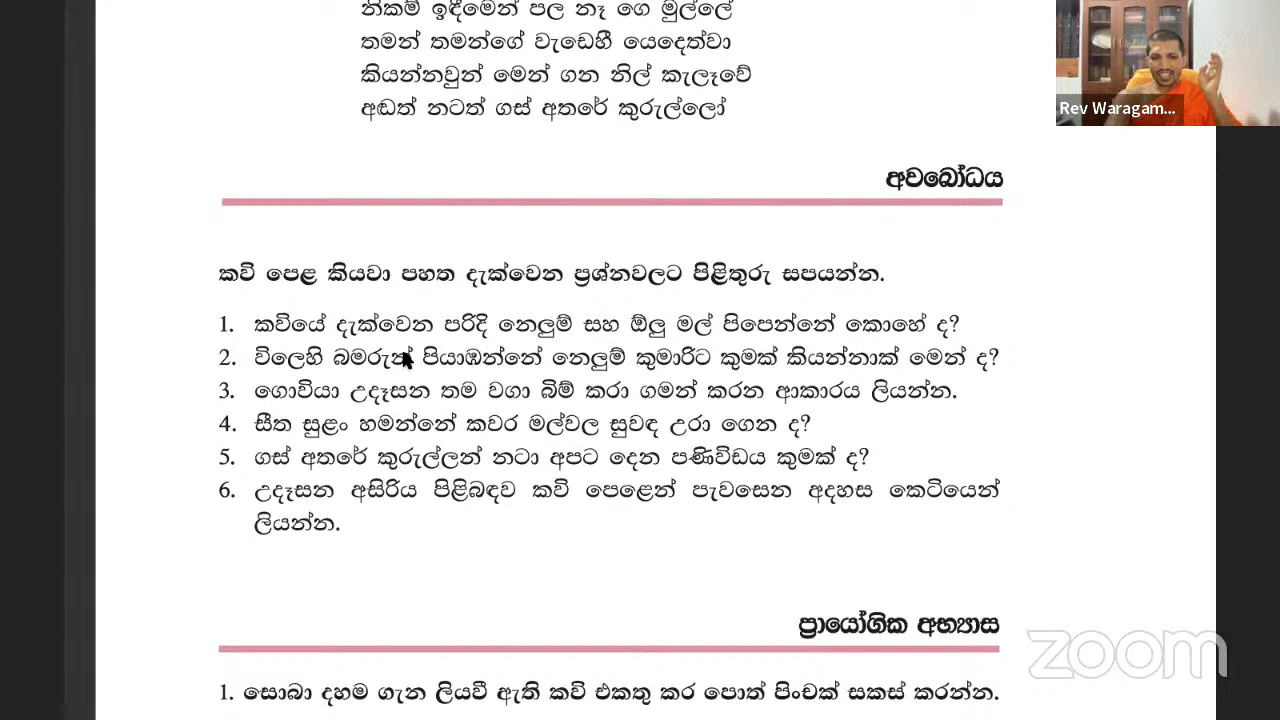 නිකම් ඉඳීමෙන් පල නෑ ගෙ මුල්ලේ
තමන් තමන්ගේ වැඩෙහී යෙදෙත්වා
කියන්නවුන් මෙන් ගන නිල් කැලෑවේ
අඬත් නටත් ගස් අතරේ කුරුල්ලෝ
Rev Waragam...
අවබෝධය
කවි පෙළ කියවා පහත දැක්වෙන ප්‍රශ්නවලට පිළිතුරු සපයන්න.
1. කවියේ දැක්වෙන පරිදි නෙලුම් සහ ඕලු මල් පිපෙන්නේ කොහේ ද?
2. විලෙහි බමරුන් පියාඹන්නේ නෙලුම් කුමාරිට කුමක් කියන්නාක් මෙන් ද?
3. ගොවියා උදෑසන තම වගා බිම් කරා ගමන් කරන ආකාරය ලියන්න.
4. සීත සුළං හමන්නේ කවර මල්වල සුවඳ උරා ගෙන ද?
5. ගස් අතරේ කුරුල්ලන් නටා අපට දෙන පණිවිඩය කුමක් ද?
6. උදෑසන අසිරිය පිළිබඳව කවි පෙළෙන් පැවසෙන අදහස කෙටියෙන්
ලියන්න.
ප්‍රායෝගික අභ්‍යාස
zoom
1. සොබා දහම ගැන ලියවී ඇති කවි එකතු කර පොත් පිංචක් සකස් කරන්න.